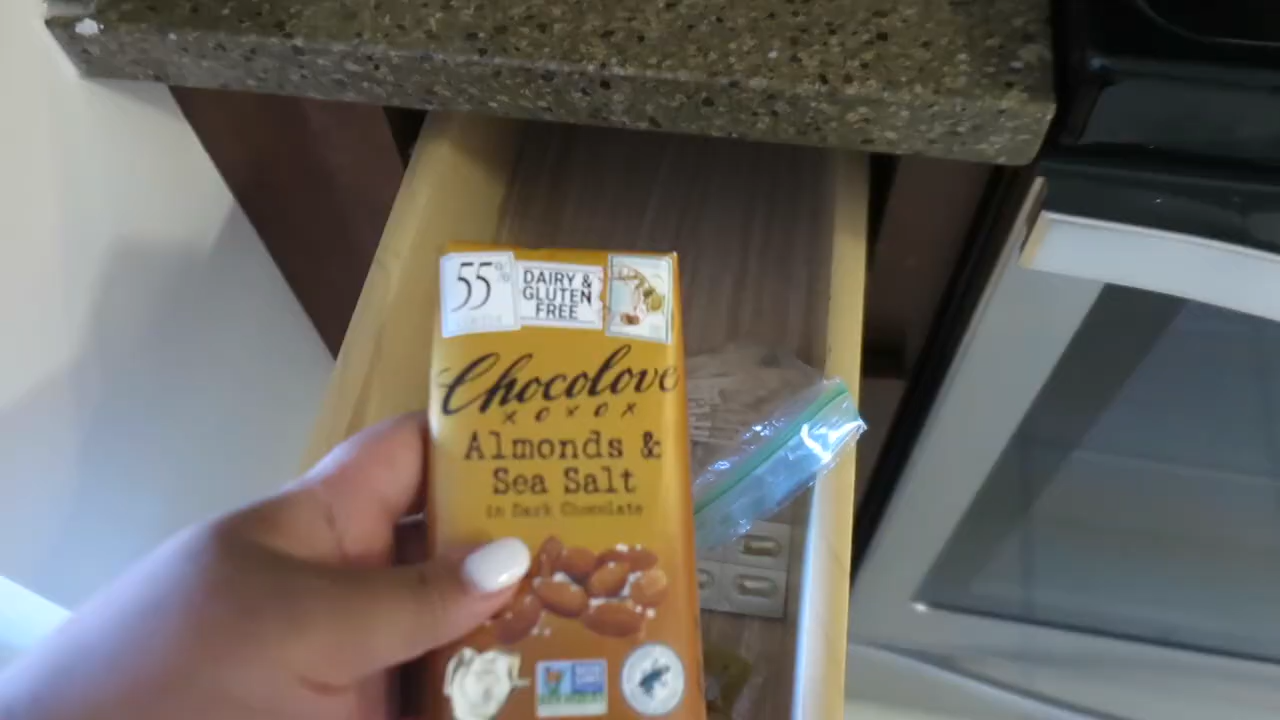 55%
DAIRY &
GLUTEN
FREE
Chocolove
xoxox
Almonds &
Sea Salt
in Dark Chocolate